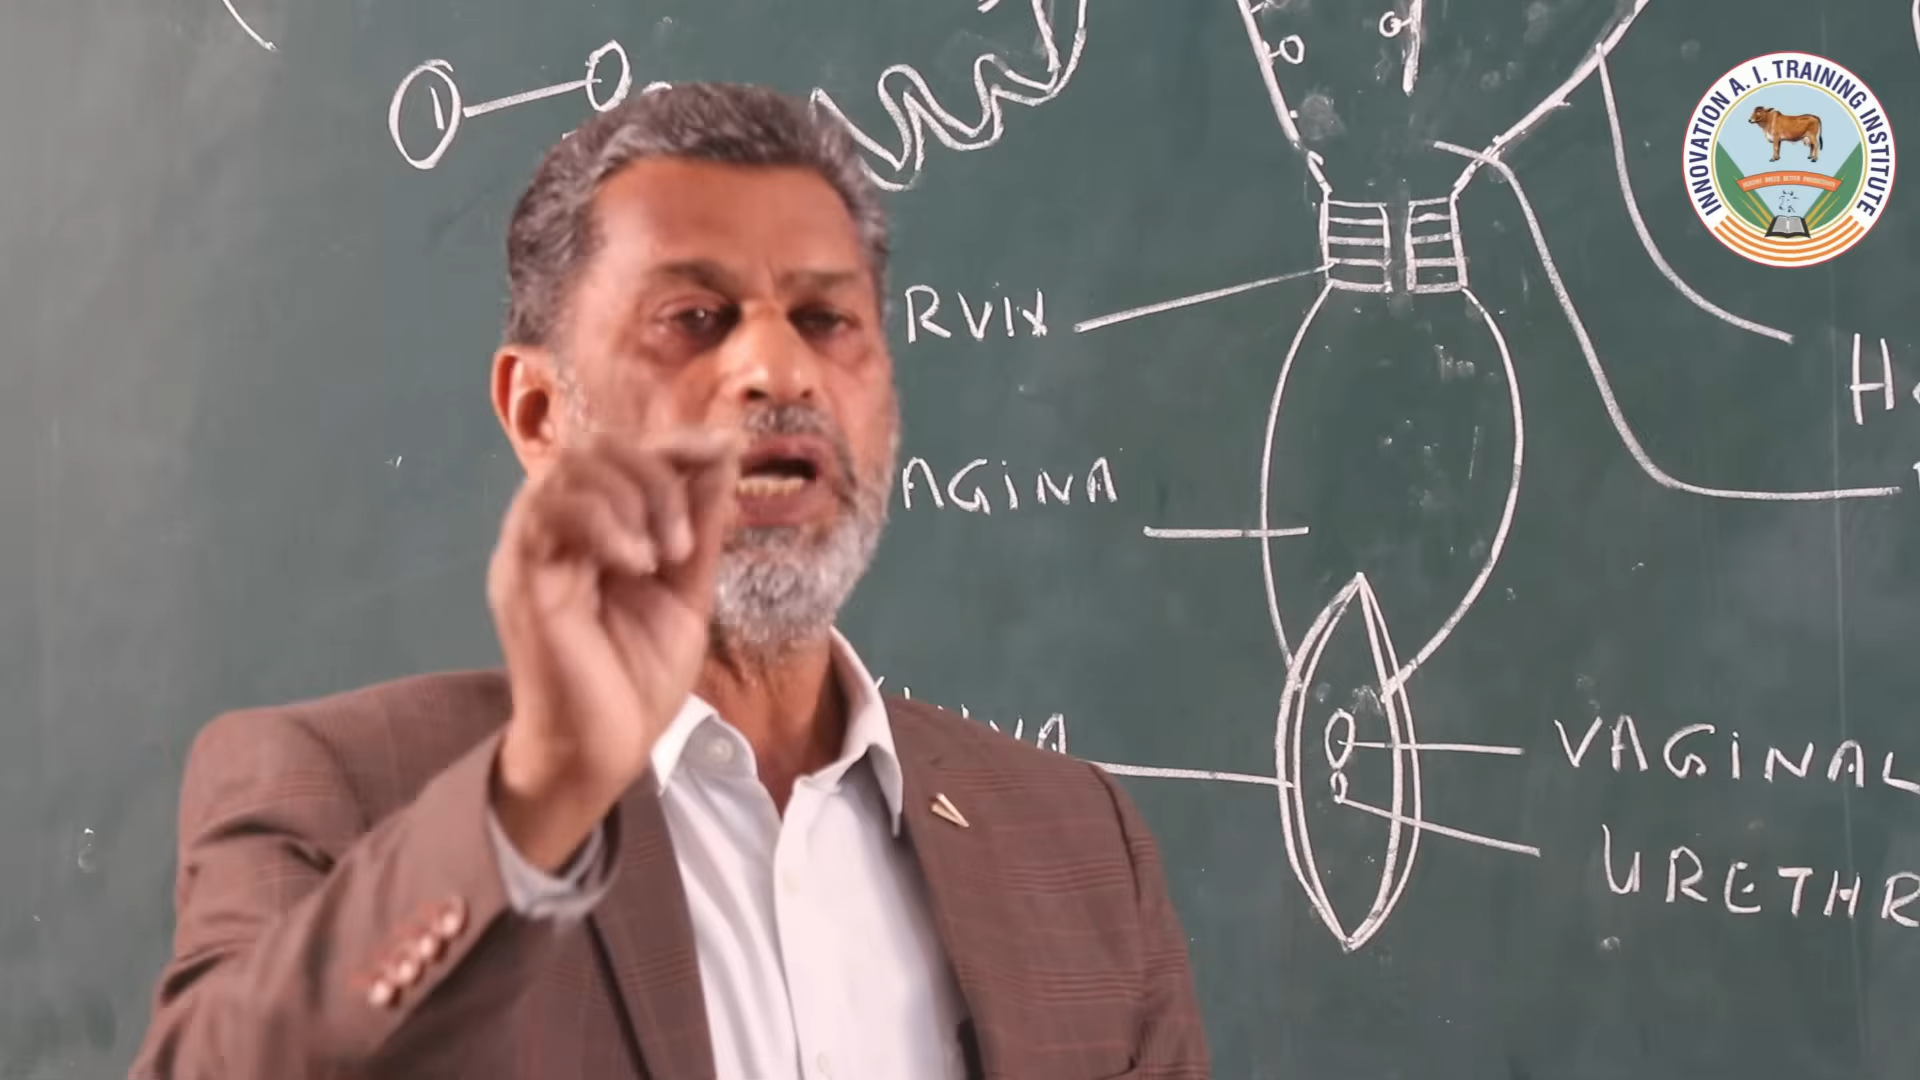 INNOVATION A. I. TRAINING INSTITUTE
RVIX
H
AGINA
VAGINAL
URETHR